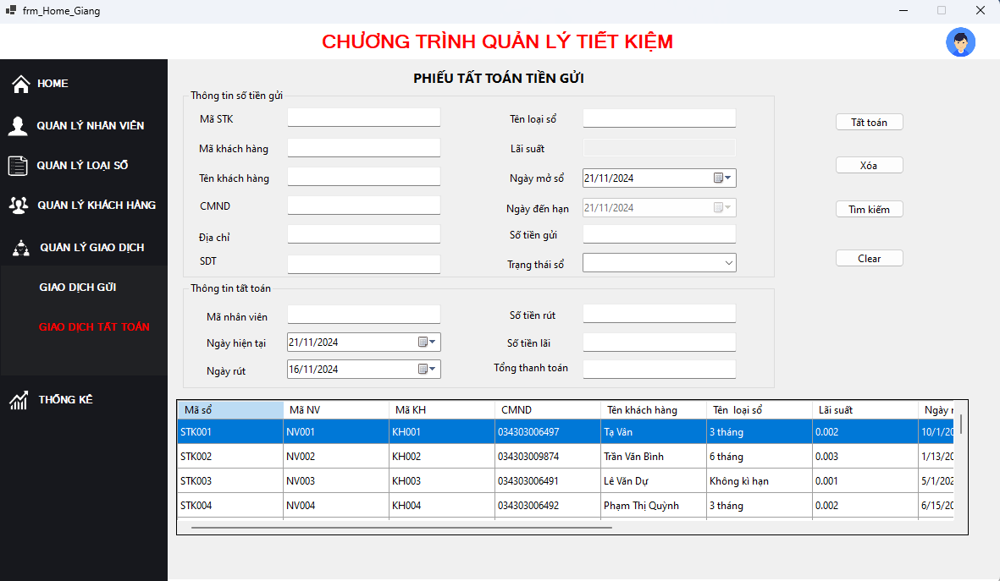 frm_Home_Giang
CHƯƠNG TRÌNH QUẢN LÝ TIẾT KIỆM
HOME
QUẢN LÝ NHÂN VIÊN
QUẢN LÝ LOẠI SỔ
QUẢN LÝ KHÁCH HÀNG
QUẢN LÝ GIAO DỊCH
GIAO DỊCH GỬI
GIAO DỊCH TẤT TOÁN
THỐNG KÊ
PHIẾU TẤT TOÁN TIỀN GỬI
Thông tin số tiền gửi
Mã STK
Mã khách hàng
Tên khách hàng
CMND
Địa chỉ
SDT
Tên loại sổ
Lãi suất
Ngày mở sổ 21/11/2024
Ngày đến hạn 21/11/2024
Số tiền gửi
Trạng thái sổ
Tất toán
Xóa
Tìm kiếm
Clear
Thông tin tất toán
Mã nhân viên
Ngày hiện tại 21/11/2024
Ngày rút 16/11/2024
Số tiền rút
Số tiền lãi
Tổng thanh toán
Mã sổ Mã NV Mã KH CMND Tên khách hàng Tên loại sổ Lãi suất Ngày
STK001 NV001 KH001 034303006497 Tạ Vân 3 tháng 0.002 10/1/20
STK002 NV002 KH002 034303009874 Trần Văn Bình 6 tháng 0.003 1/13/20
STK003 NV003 KH003 034303006491 Lê Văn Dự Không kì hạn 0.001 5/1/202
STK004 NV004 KH004 034303006492 Phạm Thị Quỳnh 3 tháng 0.002 6/15/20